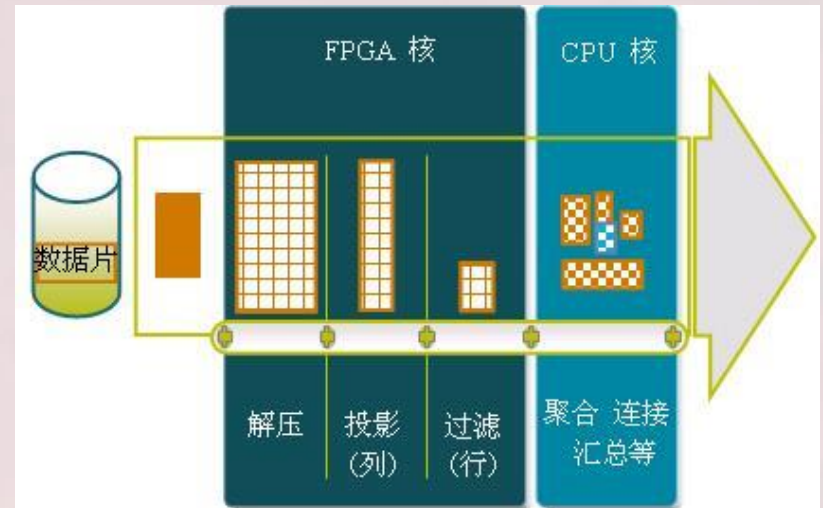 FPGA 核
CPU 核
数据片
解压
投影
(列)
过滤
(行)
聚合 连接
汇总等